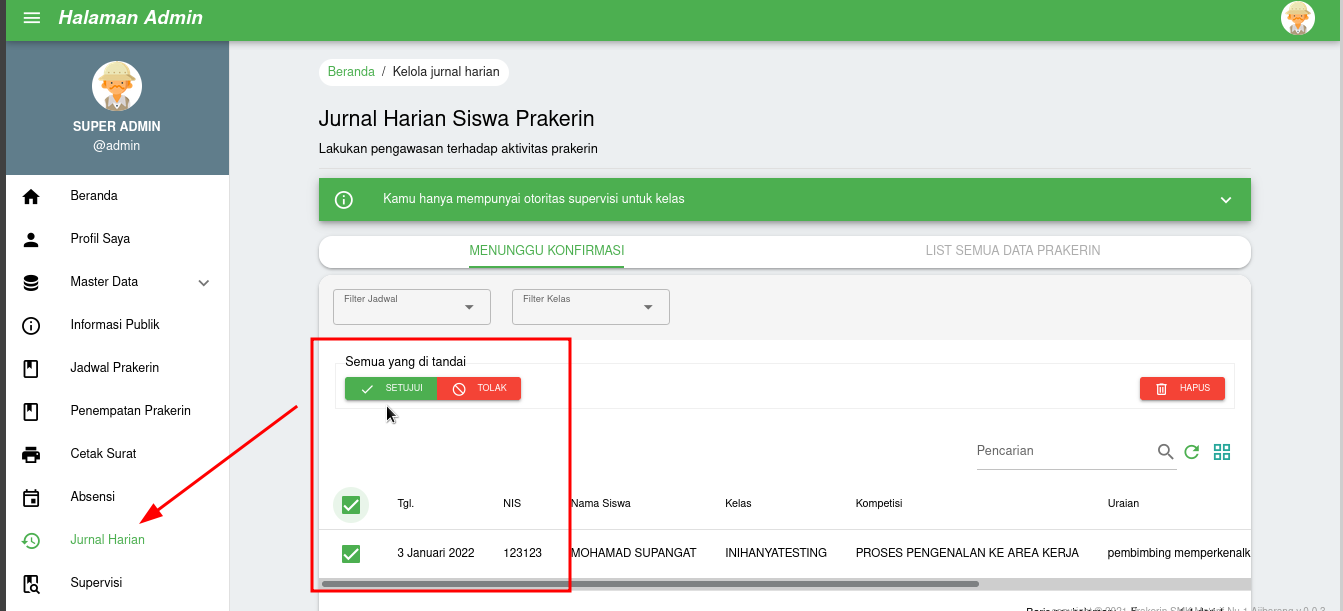 Halaman Admin
SUPER ADMIN
@admin
Beranda
Profil Saya
Master Data
Informasi Publik
Jadwal Prakerin
Penempatan Prakerin
Cetak Surat
Absensi
Jurnal Harian
Supervisi
Beranda / Kelola jurnal harian
Jurnal Harian Siswa Prakerin
Lakukan pengawasan terhadap aktivitas prakerin
Kamu hanya mempunyai otoritas supervisi untuk kelas
MENUNGGU KONFIRMASI LIST SEMUA DATA PRAKERIN
Filter Jadwal Filter Kelas
Semua yang di tandai
SETUJUI TOLAK HAPUS
Pencarian
Tgl. NIS Nama Siswa Kelas Kompetisi Uraian
3 Januari 2022 123123 MOHAMAD SUPANGAT INIHANYATESTING PROSES PENGENALAN KE AREA KERJA pembimbing memperkenalk